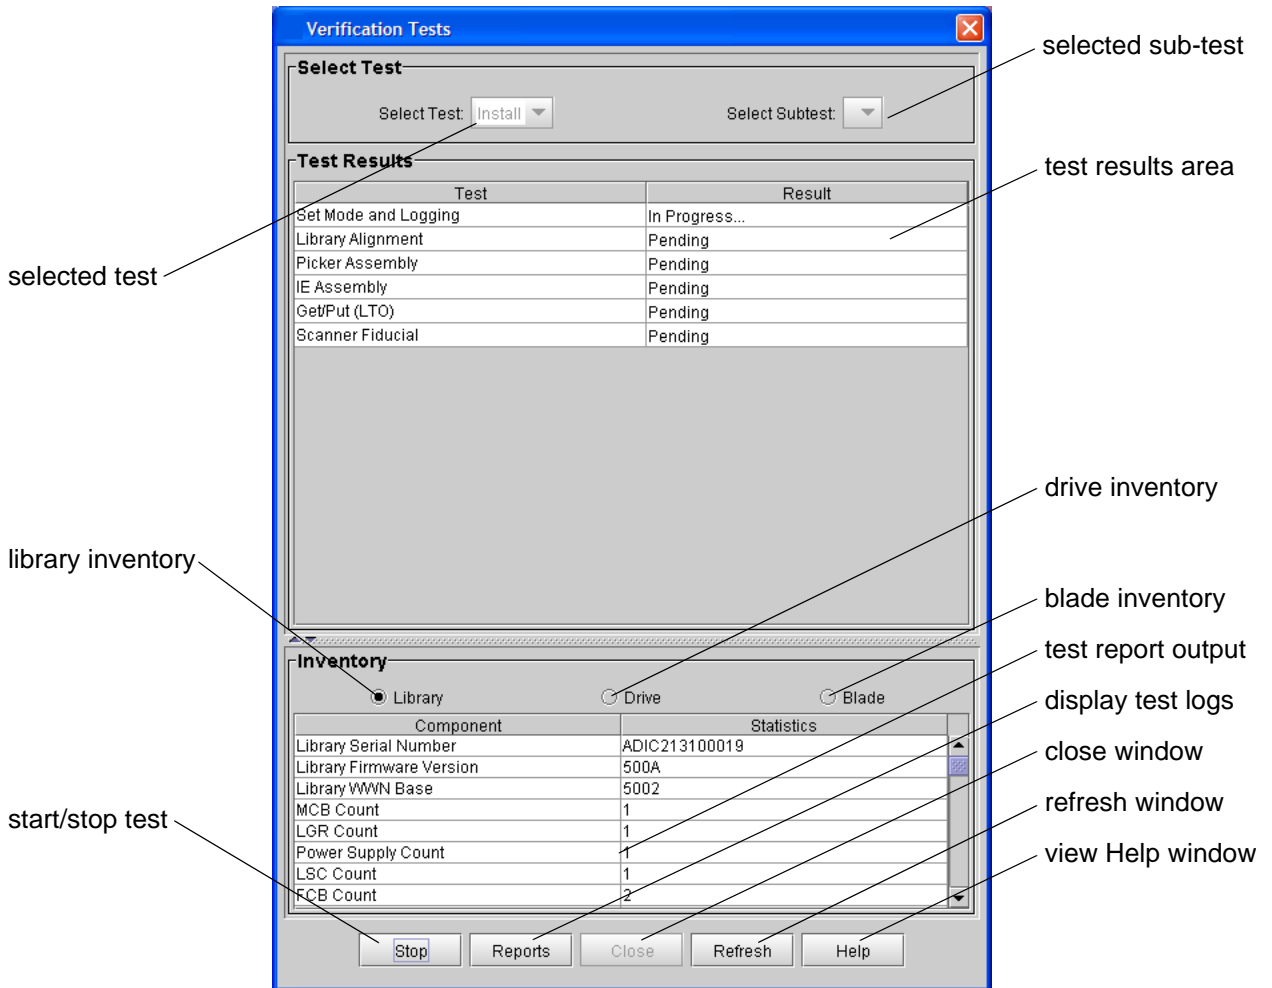 Verification Tests
selected sub-test
Select Test
Select Test: Install
Select Subtest:
Test Results
test results area
Test Result
Set Mode and Logging In Progress...
Library Alignment Pending
Picker Assembly Pending
selected test
IE Assembly Pending
Get/Put (LTO) Pending
Scanner Fiducial Pending
drive inventory
library inventory
blade inventory
test report output
Inventory
Library Drive Blade
display test logs
Component Statistics
Library Serial Number ADIC213100019
close window
Library Firmware Version 500A
Library WWN Base 5002
refresh window
MCB Count 1
start/stop test
LGR Count 1
Power Supply Count 1
view Help window
LSC Count 1
FCB Count 2
Stop Reports Close Refresh Help